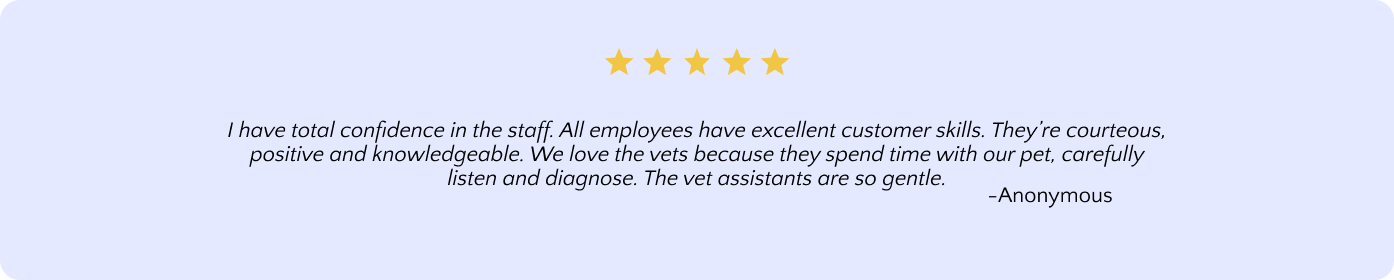 I have total confidence in the staff. All employees have excellent customer skills. They’re courteous,
positive and knowledgeable. We love the vets because they spend time with our pet, carefully
listen and diagnose. The vet assistants are so gentle.
-Anonymous